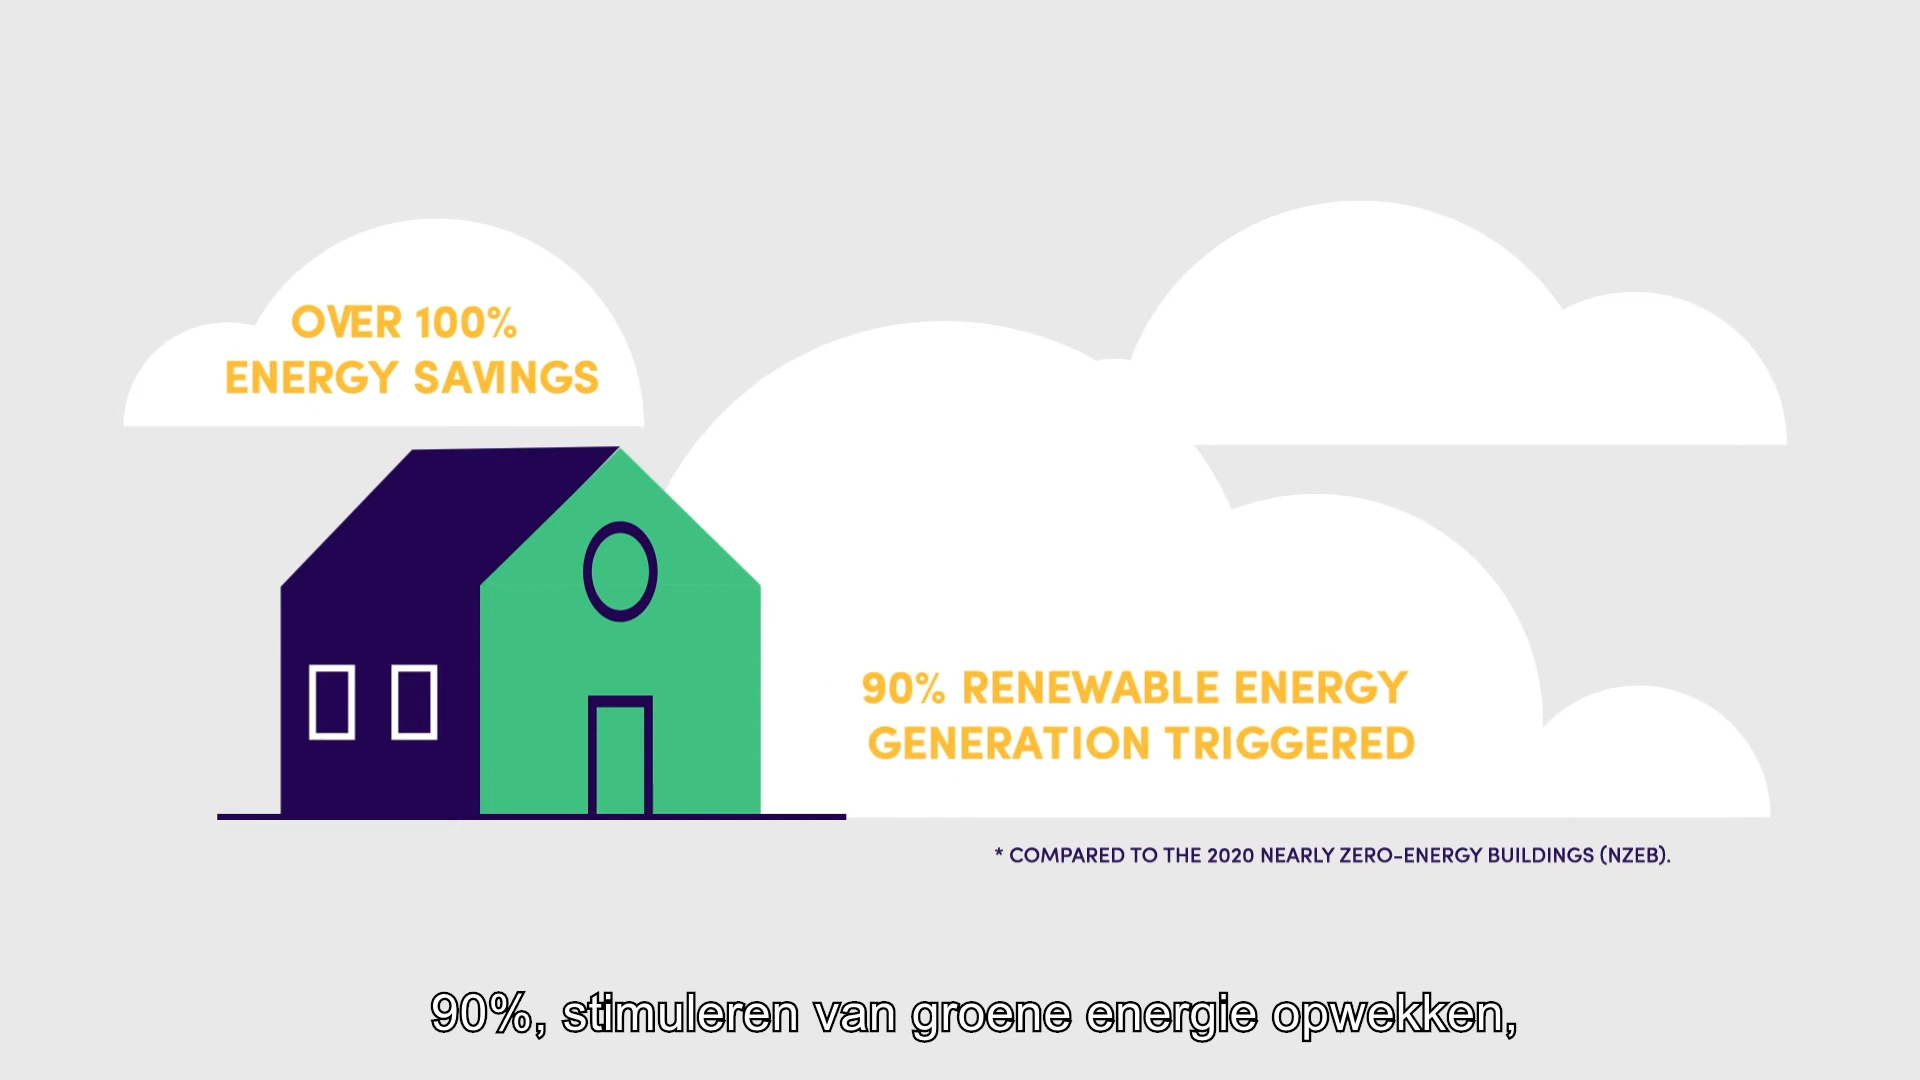 OVER 100%
ENERGY SAVINGS
90% RENEWABLE ENERGY
GENERATION TRIGGERED
* COMPARED TO THE 2020 NEARLY ZERO-ENERGY BUILDINGS (NZEB).
90%, stimuleren van groene energie opwekken,